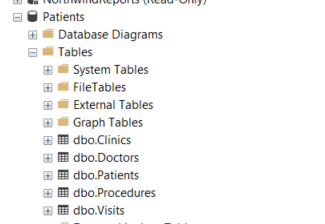 NorthwindReports (Read-Only)
Patients
Database Diagrams
Tables
System Tables
FileTables
External Tables
Graph Tables
dbo.Clinics
dbo.Doctors
dbo.Patients
dbo.Procedures
dbo.Visits